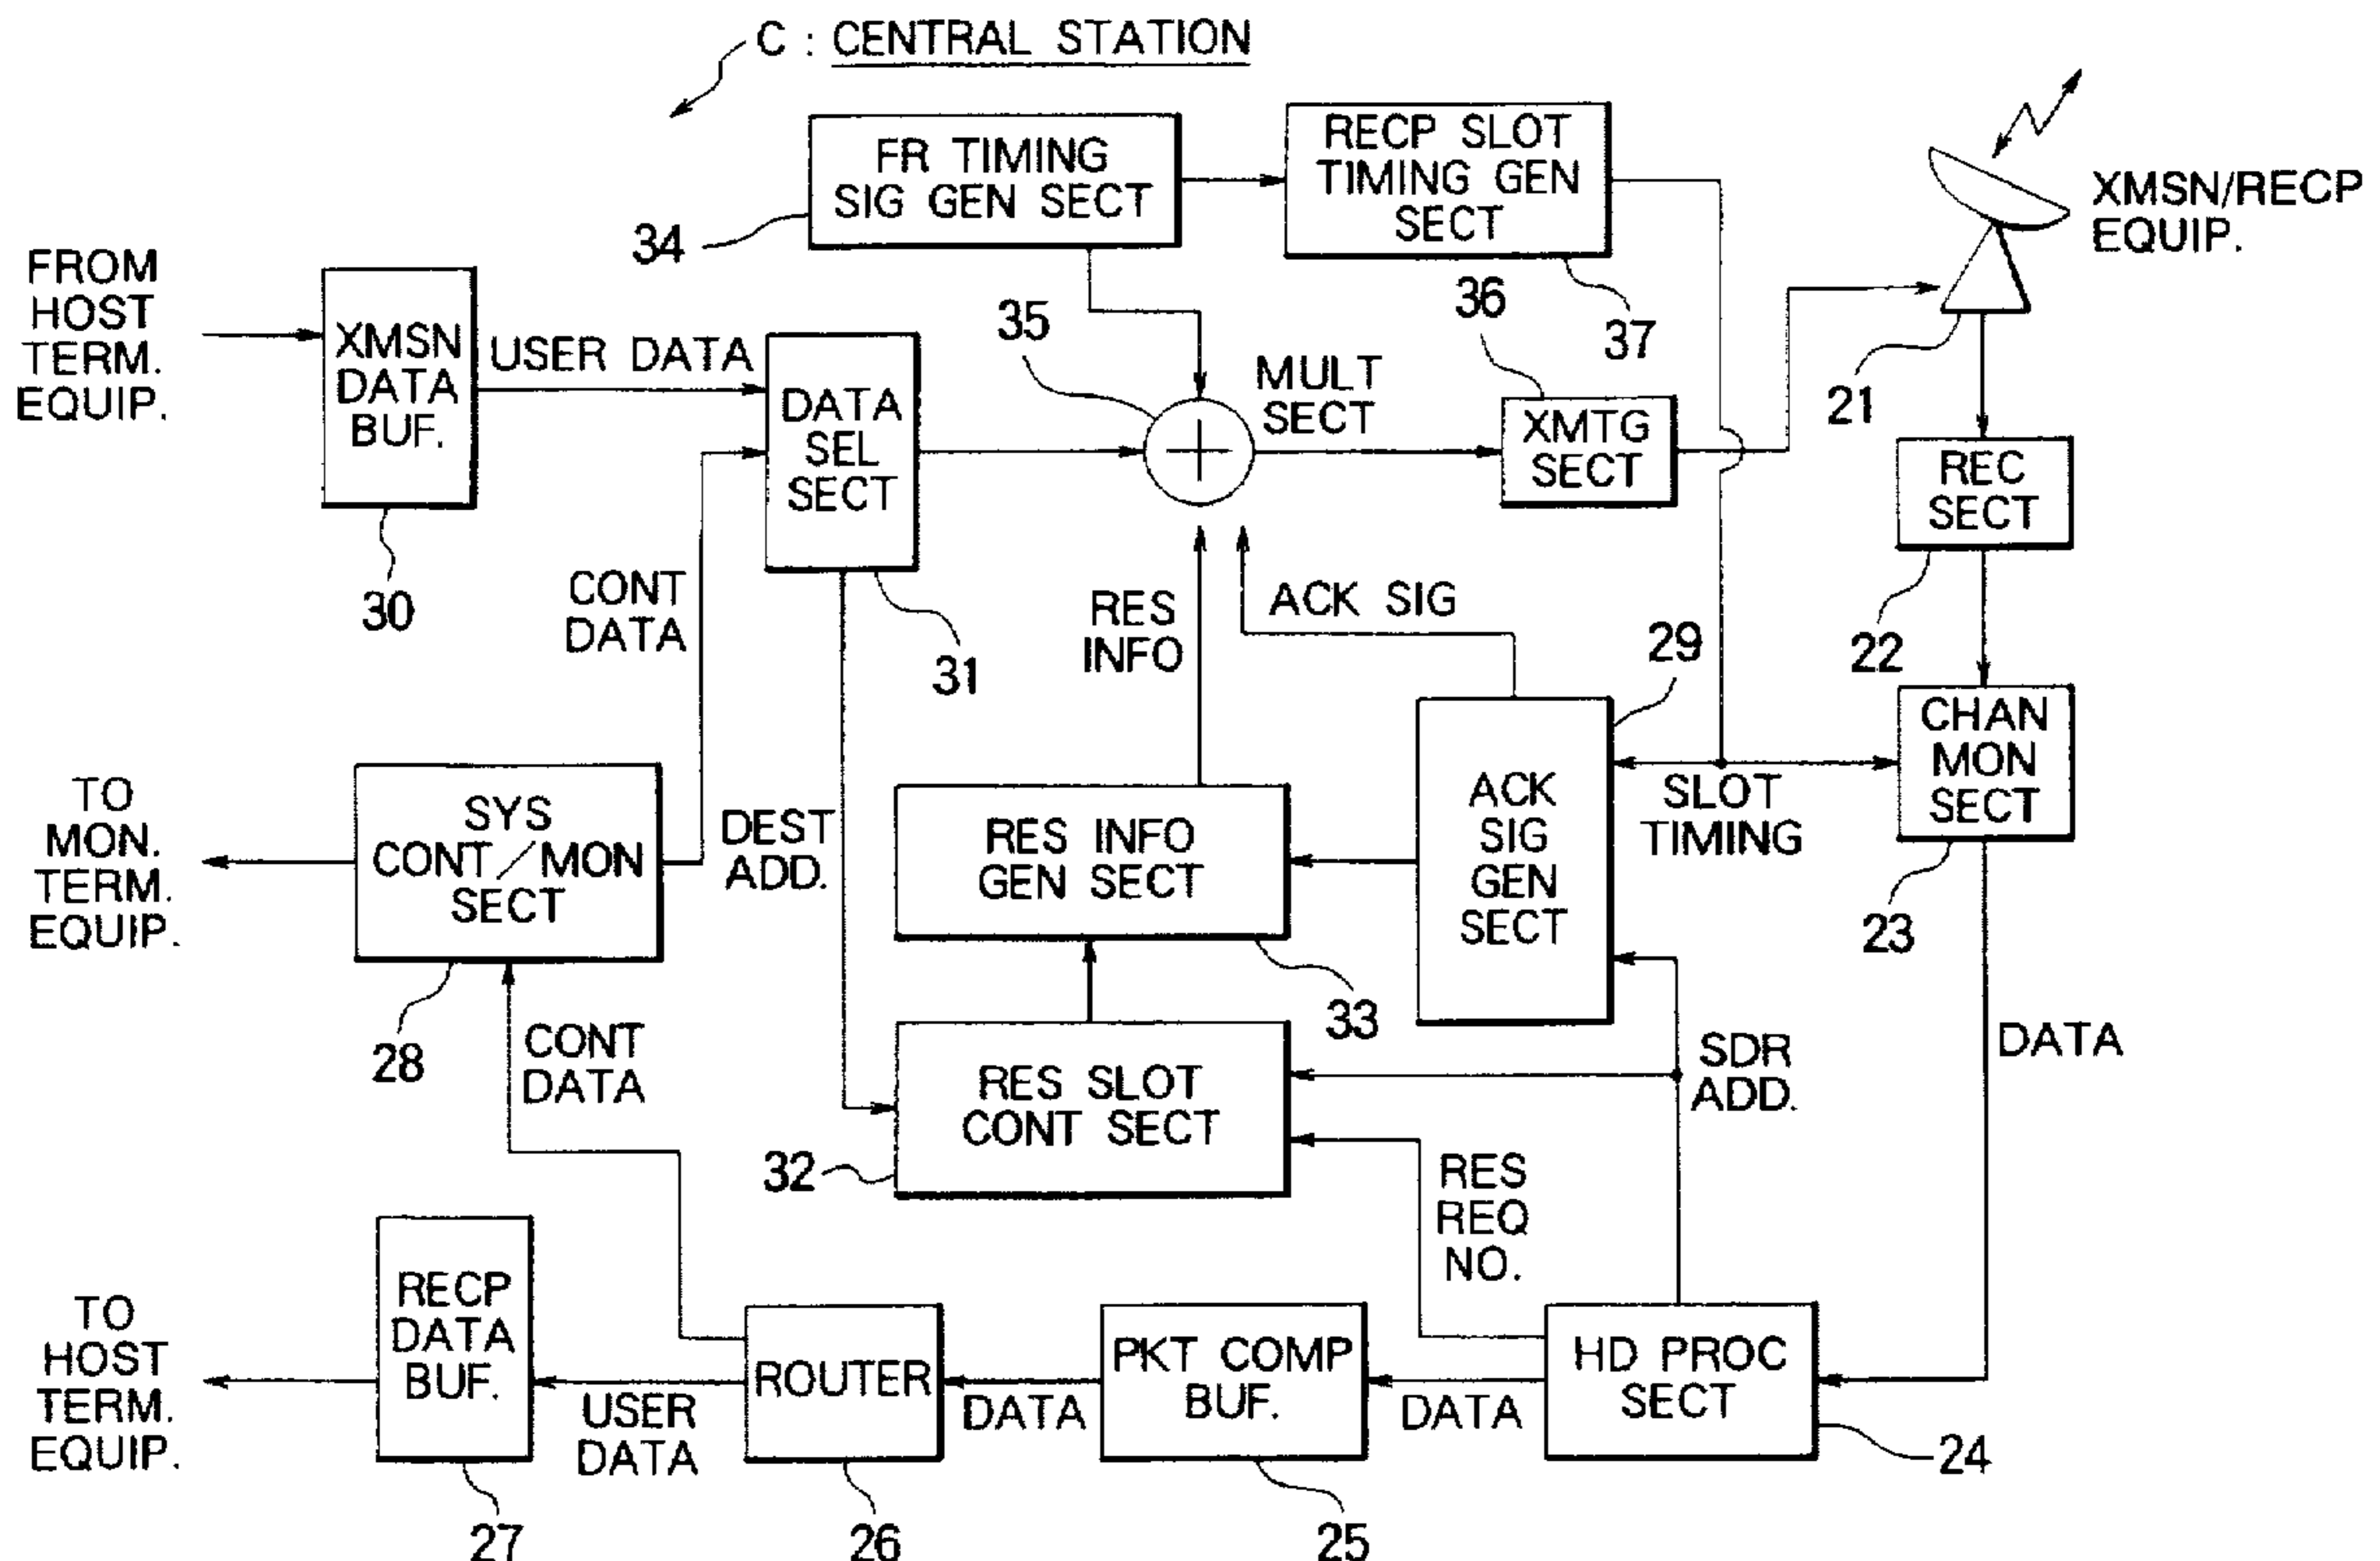 C : CENTRAL STATION
FR TIMING
SIG GEN SECT
34
RECP SLOT
TIMING GEN
SECT
37
XMSN/RECP
EQUIP.
21
FROM
HOST
TERM.
EQUIP.
XMSN
DATA
BUF.
30
USER DATA
DATA
SEL
SECT
31
35
MULT
SECT
36
XMTG
SECT
REC
SECT
22
CONT
DATA
RES
INFO
ACK SIG
29
TO
MON.
TERM.
EQUIP.
SYS
CONT/MON
SECT
28
DEST
ADD.
RES INFO
GEN SECT
33
ACK
SIG
GEN
SECT
SLOT
TIMING
CHAN
MON
SECT
23
CONT
DATA
RES SLOT
CONT SECT
32
SDR
ADD.
DATA
RES
REQ
NO.
TO
HOST
TERM.
EQUIP.
RECP
DATA
BUF.
27
USER
DATA
ROUTER
26
DATA
PKT COMP
BUF.
25
DATA
HD PROC
SECT
24